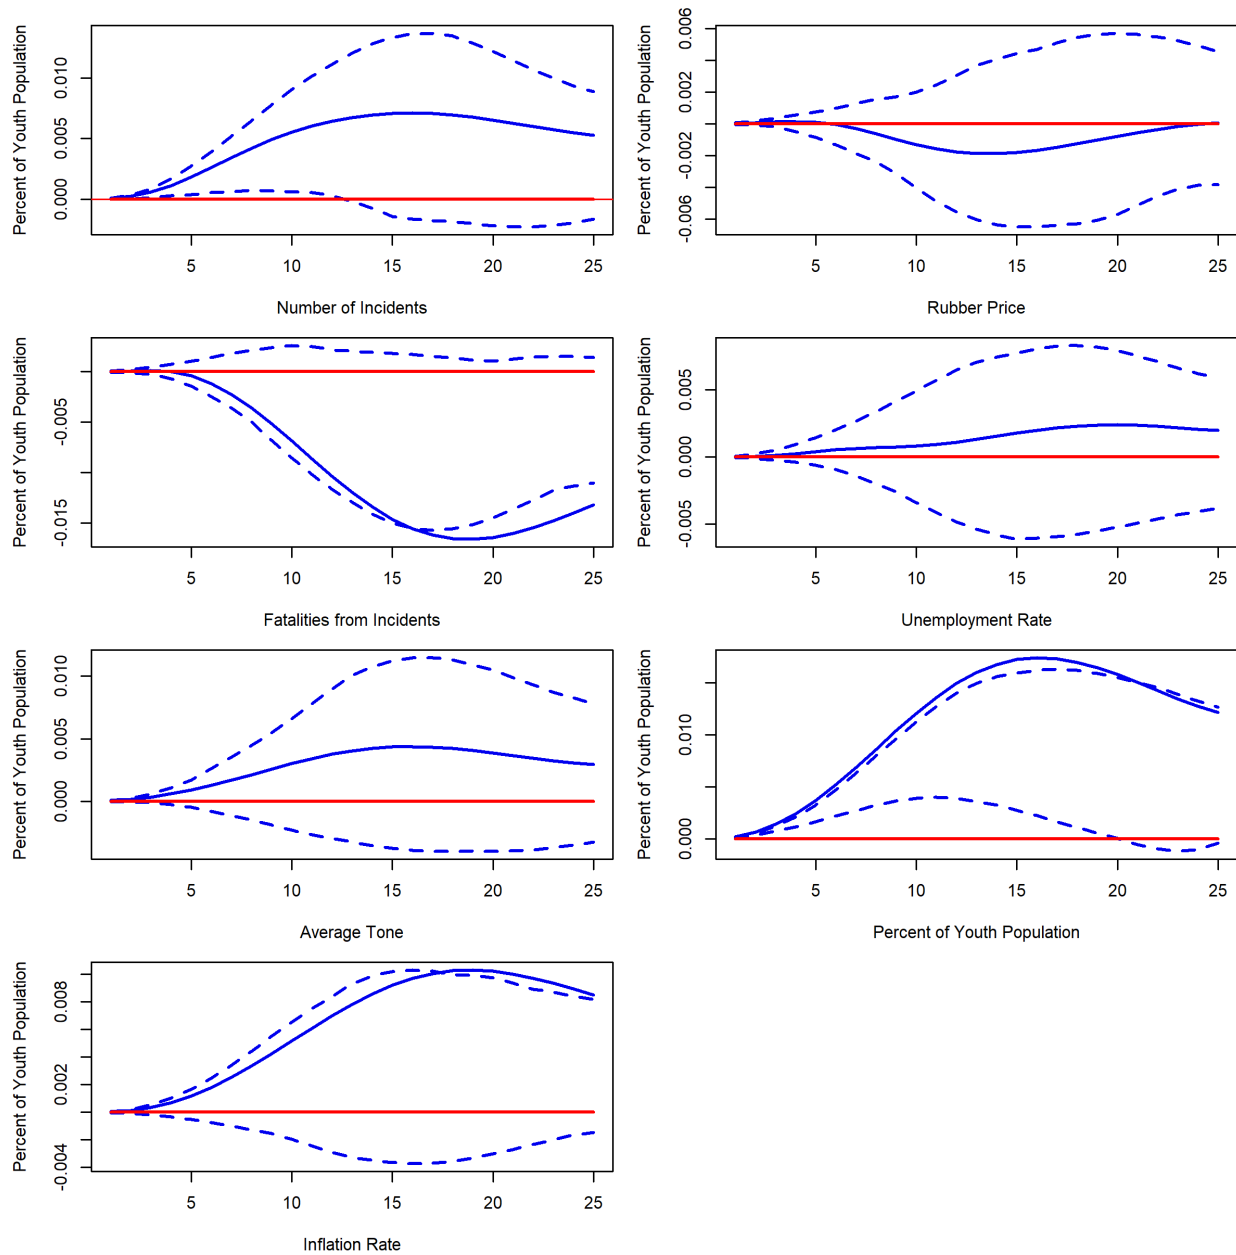 Percent of Youth Population
0.010
0.005
0.000
5 10 15 20 25
Number of Incidents
Percent of Youth Population
0.006
0.002
-0.002
-0.006
5 10 15 20 25
Rubber Price
Percent of Youth Population
-0.005
-0.015
5 10 15 20 25
Fatalities from Incidents
Percent of Youth Population
0.005
0.000
-0.005
5 10 15 20 25
Unemployment Rate
Percent of Youth Population
0.010
0.005
0.000
5 10 15 20 25
Average Tone
Percent of Youth Population
0.010
0.000
5 10 15 20 25
Percent of Youth Population
Percent of Youth Population
0.008
0.002
-0.004
5 10 15 20 25
Inflation Rate